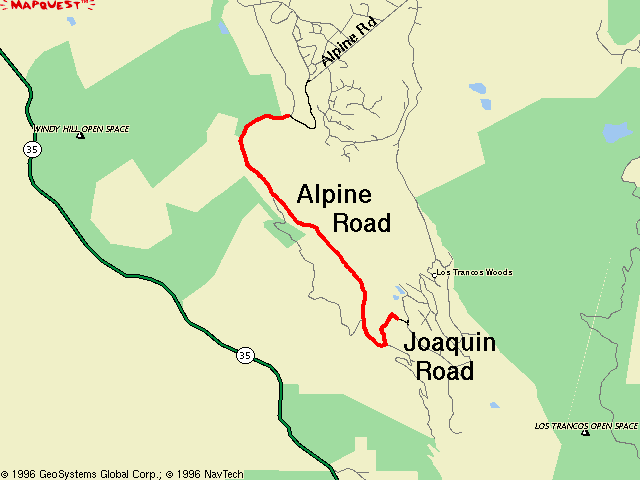 MAPQUEST™
Alpine Rd
WINDY HILL OPEN SPACE
35
Alpine
Road
Los Trancos Woods
Joaquin
Road
35
LOS TRANCOS OPEN SPACE
© 1996 GeoSystems Global Corp.; © 1996 NavTech